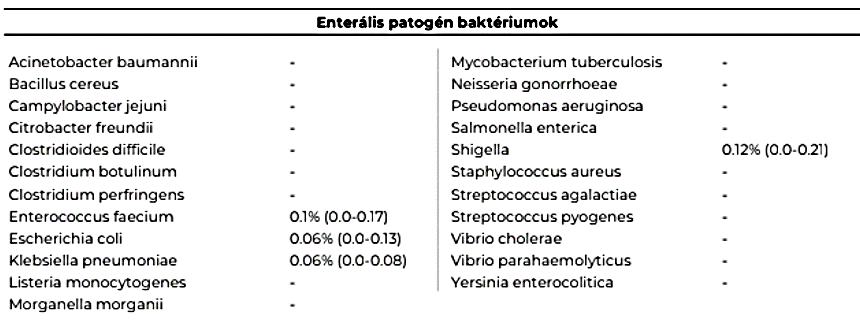 Enterális patogén baktériumok
Acinetobacter baumannii -
Bacillus cereus -
Campylobacter jejuni -
Citrobacter freundii -
Clostridioides difficile -
Clostridium botulinum -
Clostridium perfringens -
Enterococcus faecium 0.1% (0.0-0.17)
Escherichia coli 0.06% (0.0-0.13)
Klebsiella pneumoniae 0.06% (0.0-0.08)
Listeria monocytogenes -
Morganella morganii -
Mycobacterium tuberculosis -
Neisseria gonorrhoeae -
Pseudomonas aeruginosa -
Salmonella enterica -
Shigella 0.12% (0.0-0.21)
Staphylococcus aureus -
Streptococcus agalactiae -
Streptococcus pyogenes -
Vibrio cholerae -
Vibrio parahaemolyticus -
Yersinia enterocolitica -